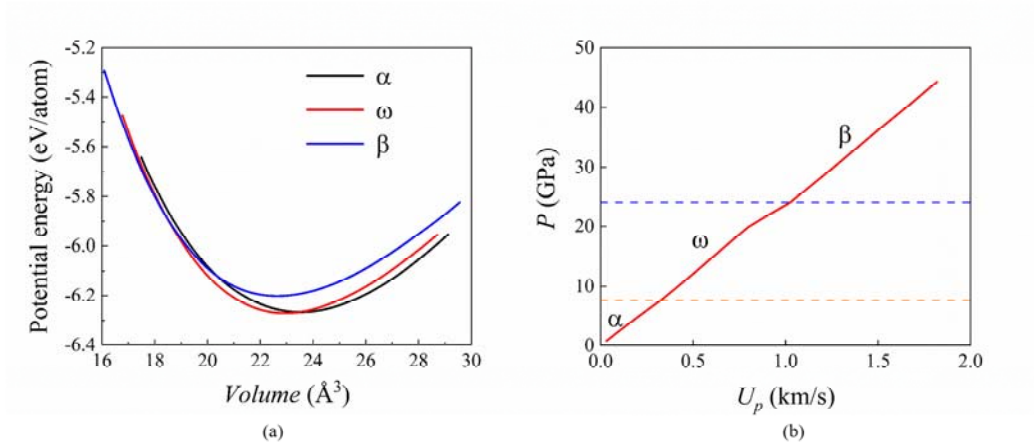 -5.2
-5.4
-5.6
-5.8
-6.0
-6.2
-6.4
Potential energy (eV/atom)
α
ω
β
16 18 20 22 24 26 28 30
Volume (Å³)
(a)
50
40
30
20
10
0
P (GPa)
β
ω
α
0.0 0.5 1.0 1.5 2.0
Uₚ (km/s)
(b)